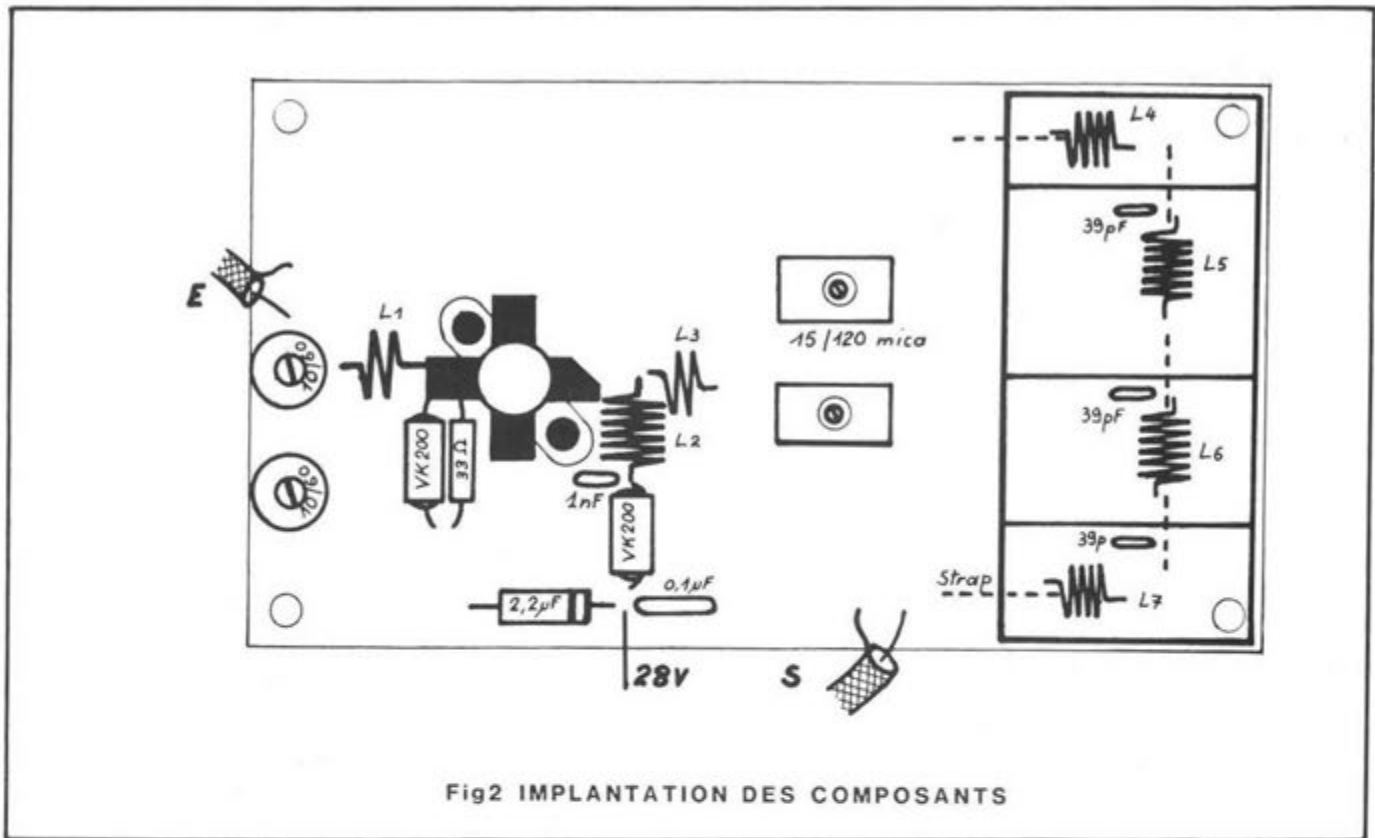 L4
39pF
L5
E
L1
L3
10/60
15/120 mica
39pF
L6
L2
VK200
33Ω
10/60
1nF
VK200
39p
Strap
L7
2,2µF
0,1µF
28V
S
Fig2 IMPLANTATION DES COMPOSANTS